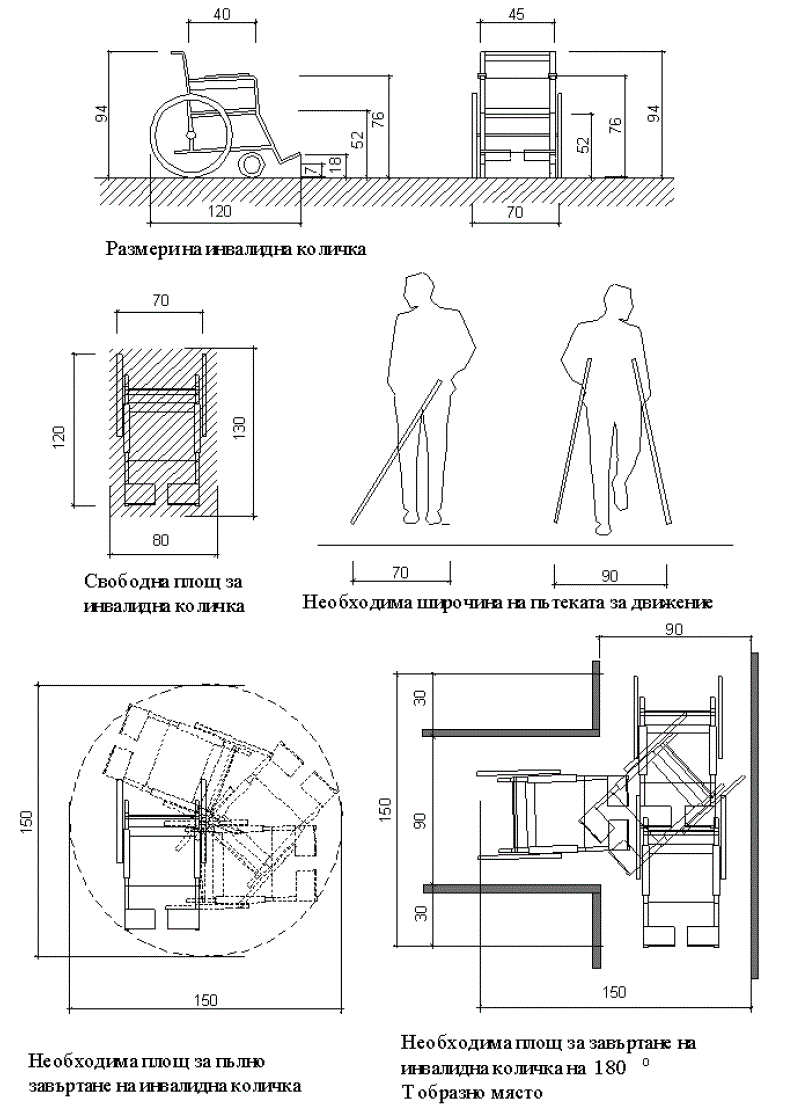 40
45
94
76
52
18
7
52
76
94
120
70
Размери на инвалидна количка
70
120
130
80
Свободна площ за
инвалидна количка
70
90
Необходима широчина на пътеката за движение
150
150
Необходима площ за пълно
завъртане на инвалидна количка
90
30
150
90
30
150
Необходима площ за завъртане на
инвалидна количка на 180 °
Т образно място